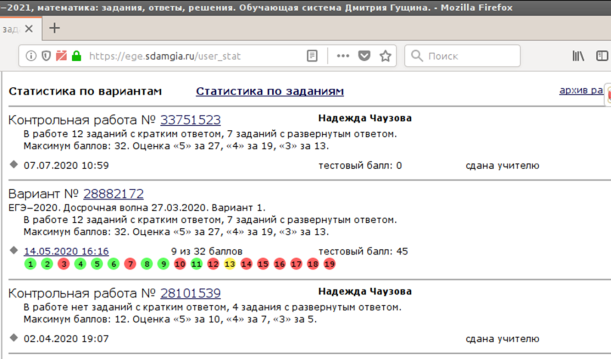 −2021, математика: задания, ответы, решения. Обучающая система Дмитрия Гущина. - Mozilla Firefox
https://ege.sdamgia.ru/user_stat
Поиск
Статистика по вариантам Статистика по заданиям архив ра
Контрольная работа № 33751523 Надежда Чаузова
В работе 12 заданий с кратким ответом, 7 заданий с развернутым ответом.
Максимум баллов: 32. Оценка «5» за 27, «4» за 19, «3» за 13.
07.07.2020 10:59 тестовый балл: 0 сдана учителю
Вариант № 28882172
ЕГЭ−2020. Досрочная волна 27.03.2020. Вариант 1.
В работе 12 заданий с кратким ответом, 7 заданий с развернутым ответом.
Максимум баллов: 32. Оценка «5» за 27, «4» за 19, «3» за 13.
14.05.2020 16:16 9 из 32 баллов тестовый балл: 45
1 2 3 4 5 6 7 8 9 10 11 12 13 14 15 16 17 18 19
Контрольная работа № 28101539 Надежда Чаузова
В работе нет заданий с кратким ответом, 4 задания с развернутым ответом.
Максимум баллов: 12. Оценка «5» за 10, «4» за 7, «3» за 5.
02.04.2020 19:07 сдана учителю